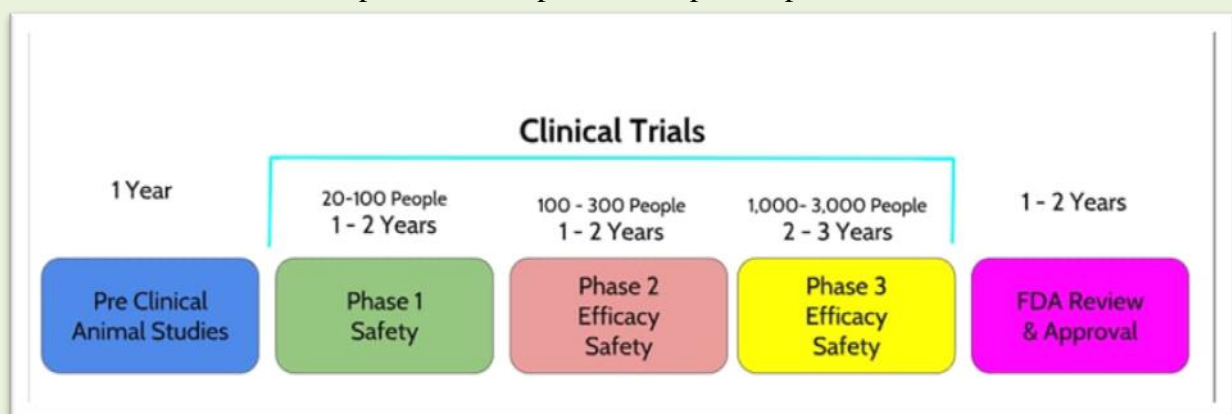 Clinical Trials
1 Year
20-100 People
1 - 2 Years
100 - 300 People
1 - 2 Years
1,000- 3,000 People
2 - 3 Years
1 - 2 Years
Pre Clinical
Animal Studies
Phase 1
Safety
Phase 2
Efficacy
Safety
Phase 3
Efficacy
Safety
FDA Review
& Approval